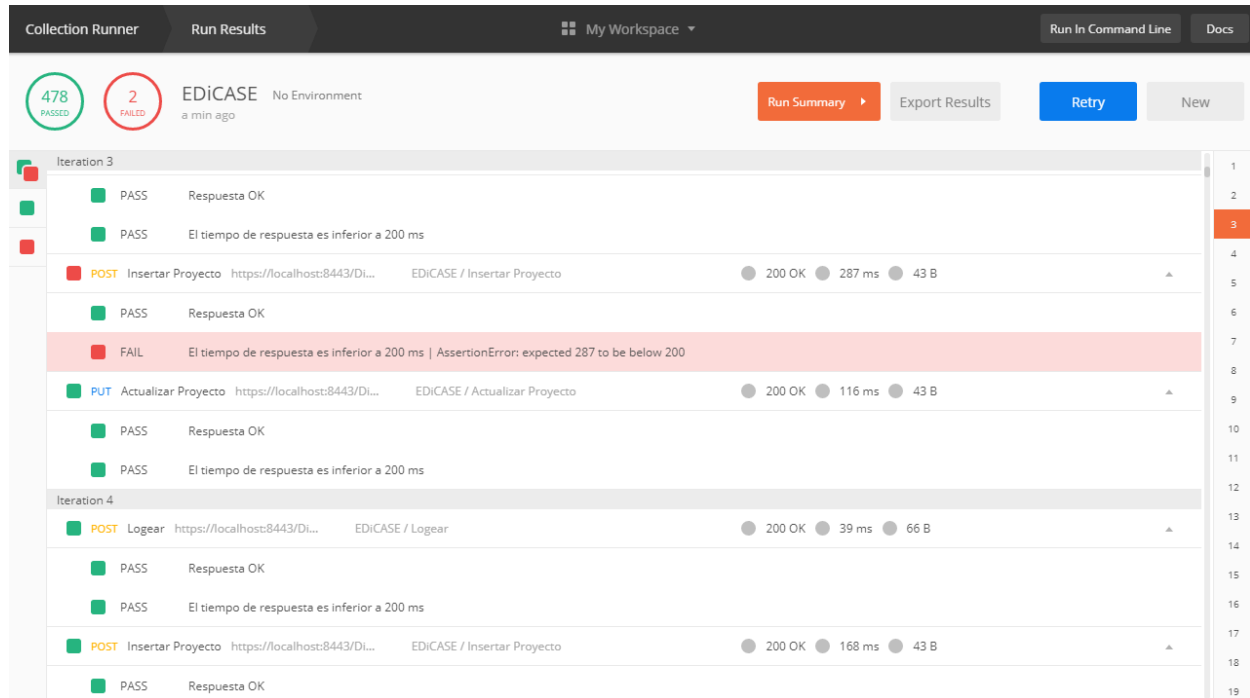 Collection Runner Run Results My Workspace Run In Command Line Docs
478 PASSED 2 FAILED EDiCASE No Environment a min ago Run Summary Export Results Retry New
Iteration 3
PASS Respuesta OK
PASS El tiempo de respuesta es inferior a 200 ms
POST Insertar Proyecto https://localhost:8443/Di... EDiCASE / Insertar Proyecto 200 OK 287 ms 43 B
PASS Respuesta OK
FAIL El tiempo de respuesta es inferior a 200 ms | AssertionError: expected 287 to be below 200
PUT Actualizar Proyecto https://localhost:8443/Di... EDiCASE / Actualizar Proyecto 200 OK 116 ms 43 B
PASS Respuesta OK
PASS El tiempo de respuesta es inferior a 200 ms
Iteration 4
POST Logear https://localhost:8443/Di... EDiCASE / Logear 200 OK 39 ms 66 B
PASS Respuesta OK
PASS El tiempo de respuesta es inferior a 200 ms
POST Insertar Proyecto https://localhost:8443/Di... EDiCASE / Insertar Proyecto 200 OK 168 ms 43 B
PASS Respuesta OK
1
2
3
4
5
6
7
8
9
10
11
12
13
14
15
16
17
18
19